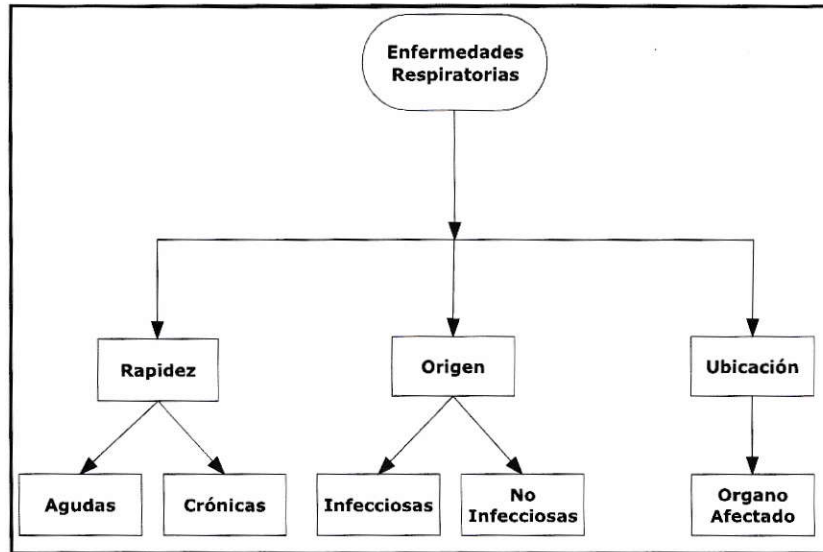 Enfermedades
Respiratorias
Rapidez
Origen
Ubicación
Agudas
Crónicas
Infecciosas
No
Infecciosas
Organo
Afectado